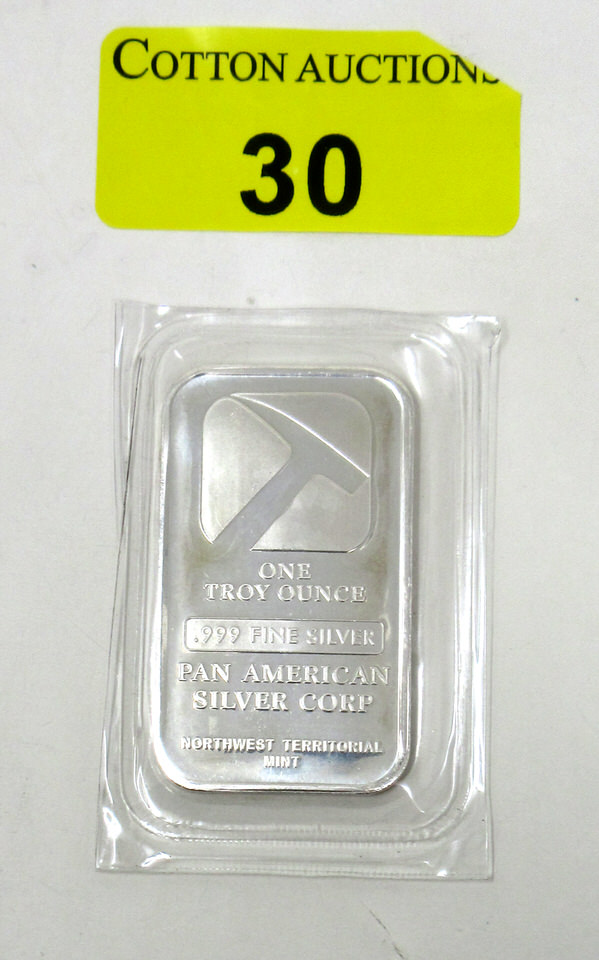 COTTON AUCTIONS
30
ONE
TROY OUNCE
.999 FINE SILVER
PAN AMERICAN
SILVER CORP
NORTHWEST TERRITORIAL
MINT